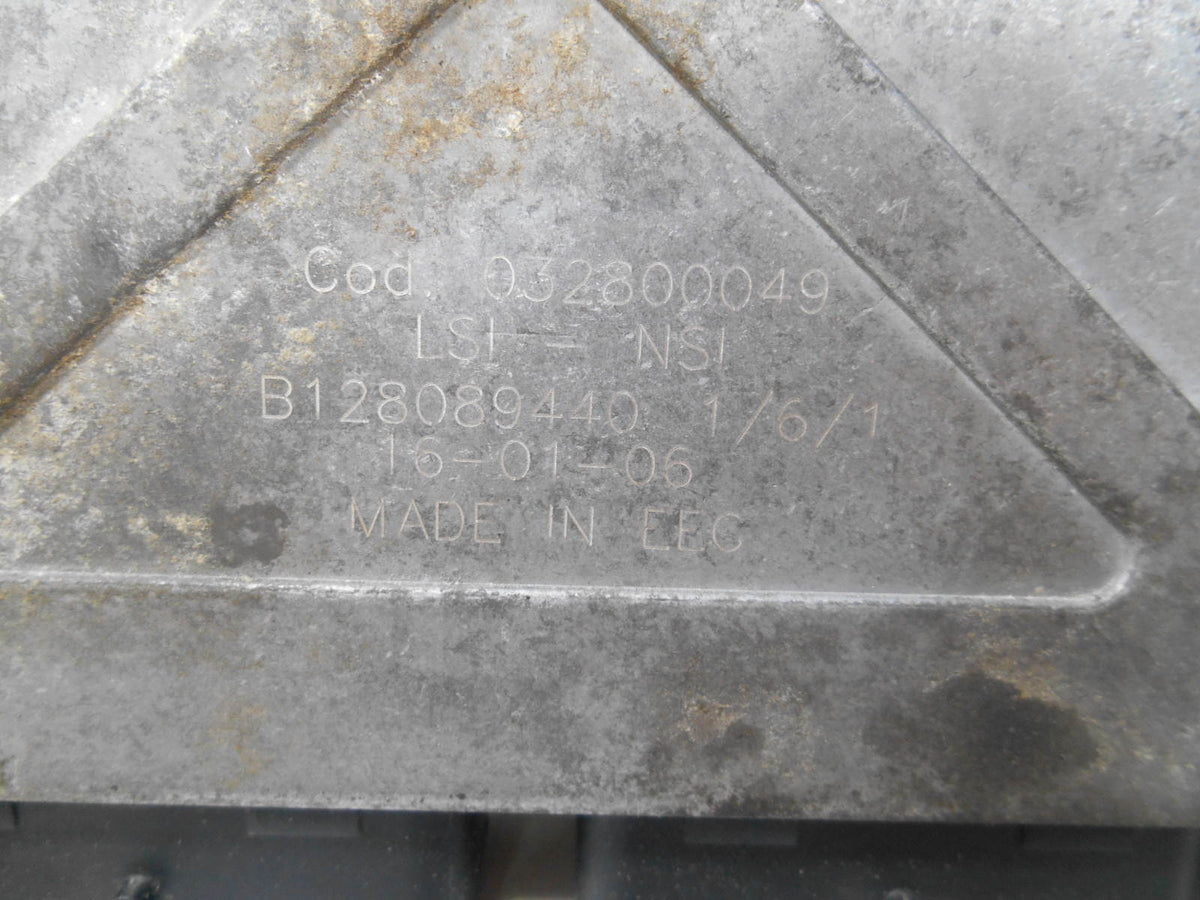 Cod 032800049
LSI - NSI
B128089440 1/6/1
16-01-06
MADE IN EEC